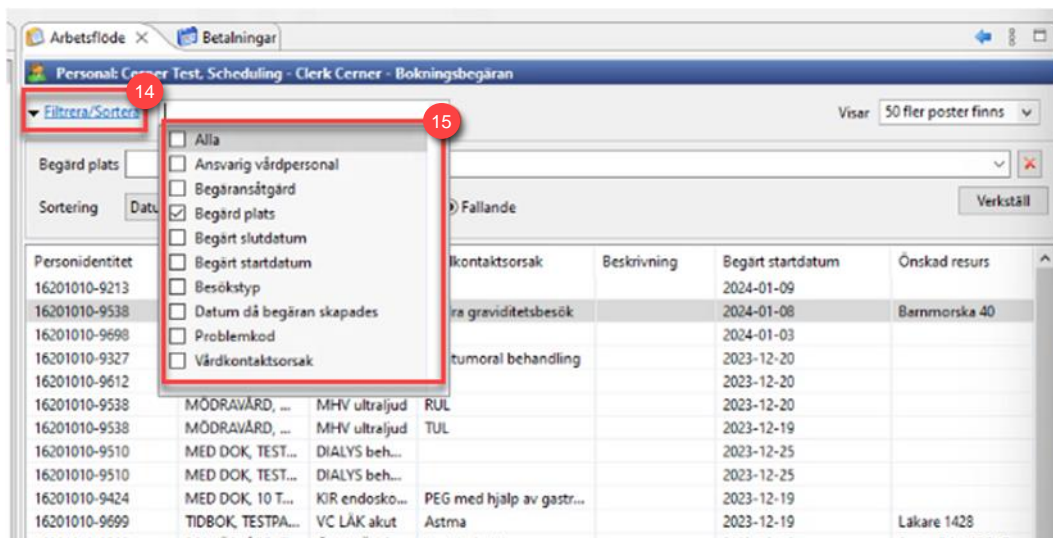 Arbetsflöde Betalningar
Personal: Cerner Test, Scheduling - Clerk Cerner - Bokningsbegäran
14
Filtrera/Sortera
Visar 50 fler poster finns
15
Alla
Ansvarig vårdpersonal
Begäransåtgärd
Begärd plats
Begärt slutdatum
Begärt startdatum
Besökstyp
Datum då begäran skapades
Problemkod
Vårdkontaktsorsak
Begärd plats
Sortering Datu Fallande Verkställ
Personidentitet lkontaktsorsak Beskrivning Begärt startdatum Önskad resurs
16201010-9213 2024-01-09
16201010-9538 ra graviditetsbesök 2024-01-08 Barnmorska 40
16201010-9698 2024-01-03
16201010-9327 tumoral behandling 2023-12-20
16201010-9612 2023-12-20
16201010-9538 MÖDRAVÅRD, ... MHV ultraljud RUL 2023-12-20
16201010-9538 MÖDRAVÅRD, ... MHV ultraljud TUL 2023-12-19
16201010-9510 MED DOK, TEST... DIALYS beh... 2023-12-25
16201010-9510 MED DOK, TEST... DIALYS beh... 2023-12-25
16201010-9424 MED DOK, 10 T... KIR endosko... PEG med hjälp av gastr... 2023-12-19
16201010-9699 TIDBOK, TESTPA... VC LÄK akut Astma 2023-12-19 Läkare 1428